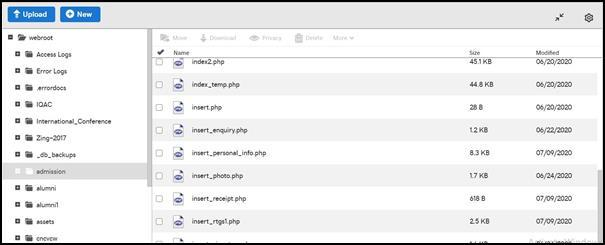 Upload New
webroot
Access Logs
Error Logs
.errordocs
IQAC
International_Conference
Zing-2017
_db_backups
admission
alumni
alumni1
assets
Move Download Privacy Delete More
Name Size Modified
index2.php 45.1 KB 06/20/2020
index_temp.php 44.8 KB 06/20/2020
insert.php 28 B 06/20/2020
insert_enquiry.php 1.2 KB 06/22/2020
insert_personal_info.php 8.3 KB 07/09/2020
insert_photo.php 1.7 KB 06/24/2020
insert_receipt.php 618 B 07/09/2020
insert_rtgs1.php 2.5 KB 07/09/2020